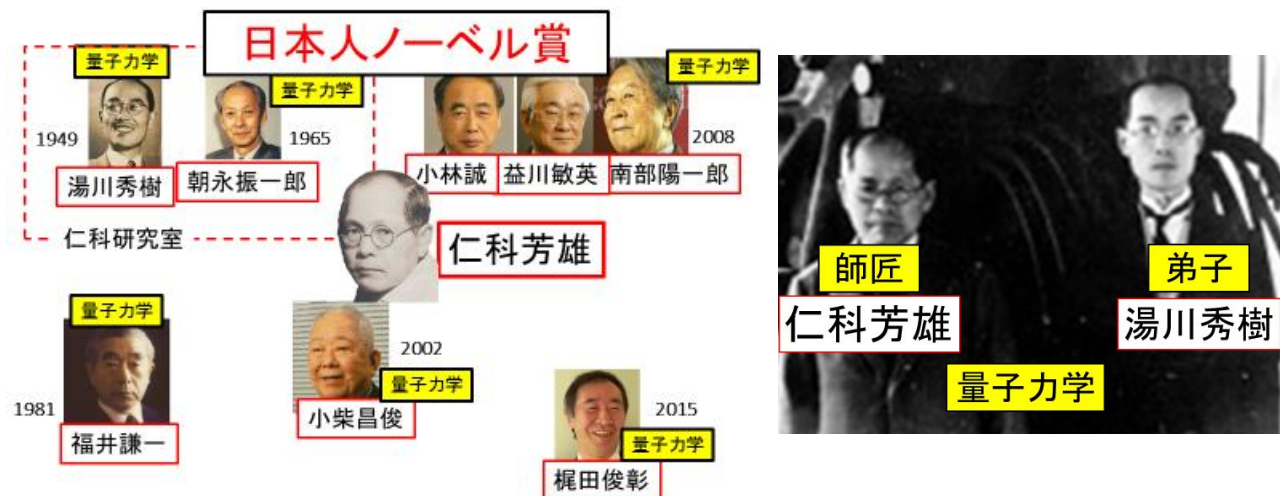 日本人ノーベル賞
量子力学
1949
湯川秀樹
量子力学
1965
朝永振一郎
量子力学
2008
小林誠
益川敏英
南部陽一郎
仁科研究室
仁科芳雄
量子力学
1981
福井謙一
2002
量子力学
小柴昌俊
2015
量子力学
梶田俊彰
師匠
仁科芳雄
弟子
湯川秀樹
量子力学